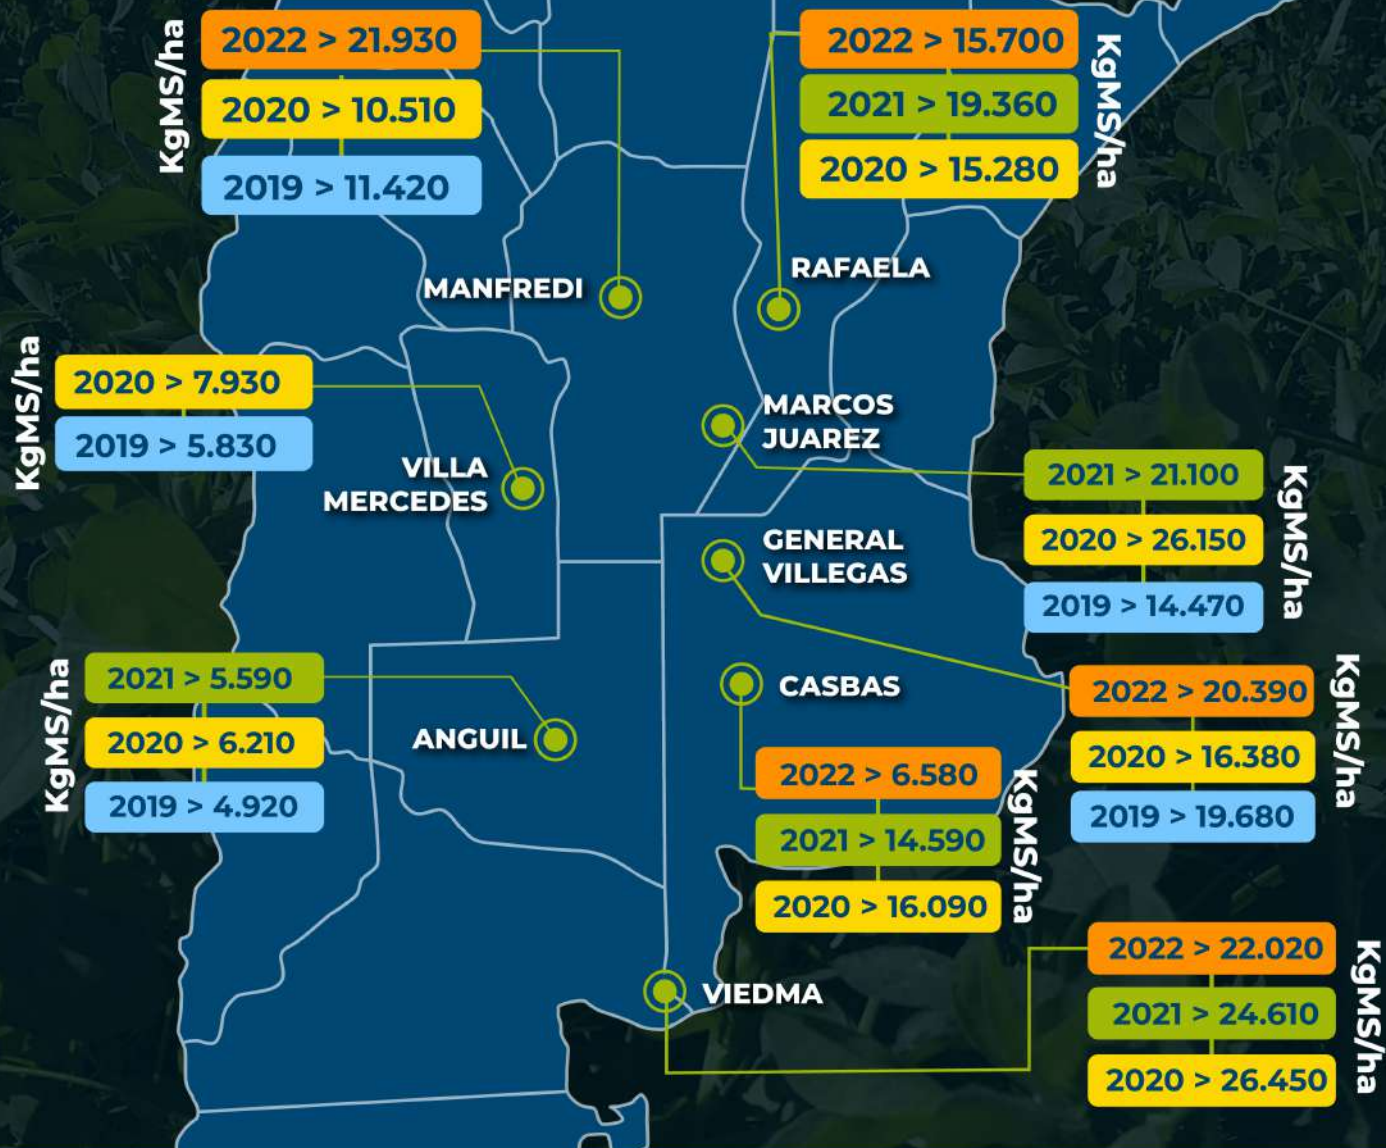 KgMS/ha
2022 > 21.930
2020 > 10.510
2019 > 11.420
2022 > 15.700
2021 > 19.360
2020 > 15.280
KgMS/ha
MANFREDI
RAFAELA
KgMS/ha
2020 > 7.930
2019 > 5.830
VILLA
MERCEDES
MARCOS
JUAREZ
2021 > 21.100
2020 > 26.150
2019 > 14.470
KgMS/ha
GENERAL
VILLEGAS
2022 > 20.390
2020 > 16.380
2019 > 19.680
KgMS/ha
KgMS/ha
2021 > 5.590
2020 > 6.210
2019 > 4.920
ANGUIL
CASBAS
2022 > 6.580
2021 > 14.590
2020 > 16.090
KgMS/ha
VIEDMA
2022 > 22.020
2021 > 24.610
2020 > 26.450
KgMS/ha